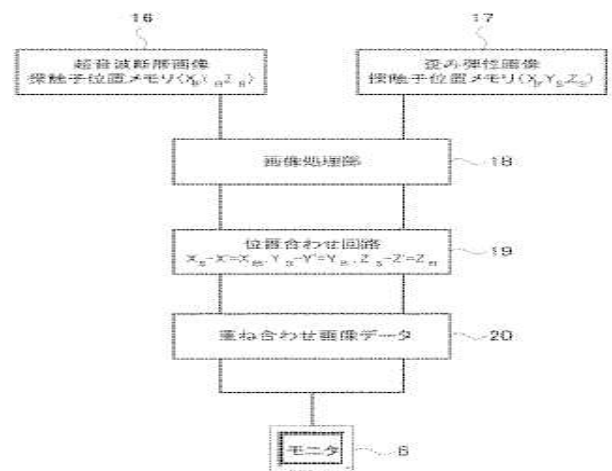 16
17
超音波断層画像
探触子位置メモリ
歪み弾性画像
探触子位置メモリ
画像処理部
18
位置合わせ回路
19
重ね合わせ画像データ
20
モニタ
6